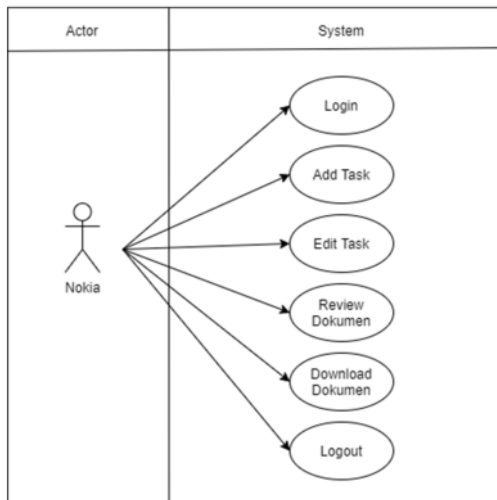 Actor
System
Login
Add Task
Edit Task
Nokia
Review
Dokumen
Download
Dokumen
Logout